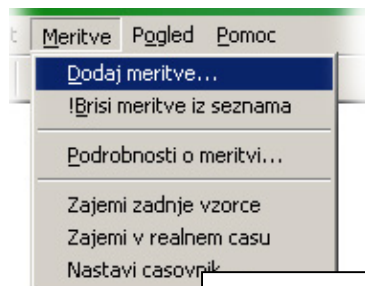 Meritve Pogled Pomoc
Dodaj meritve...
!Brisi meritve iz seznama
Podrobnosti o meritvi...
Zajemi zadnje vzorce
Zajemi v realnem casu
Nastavi casovnik